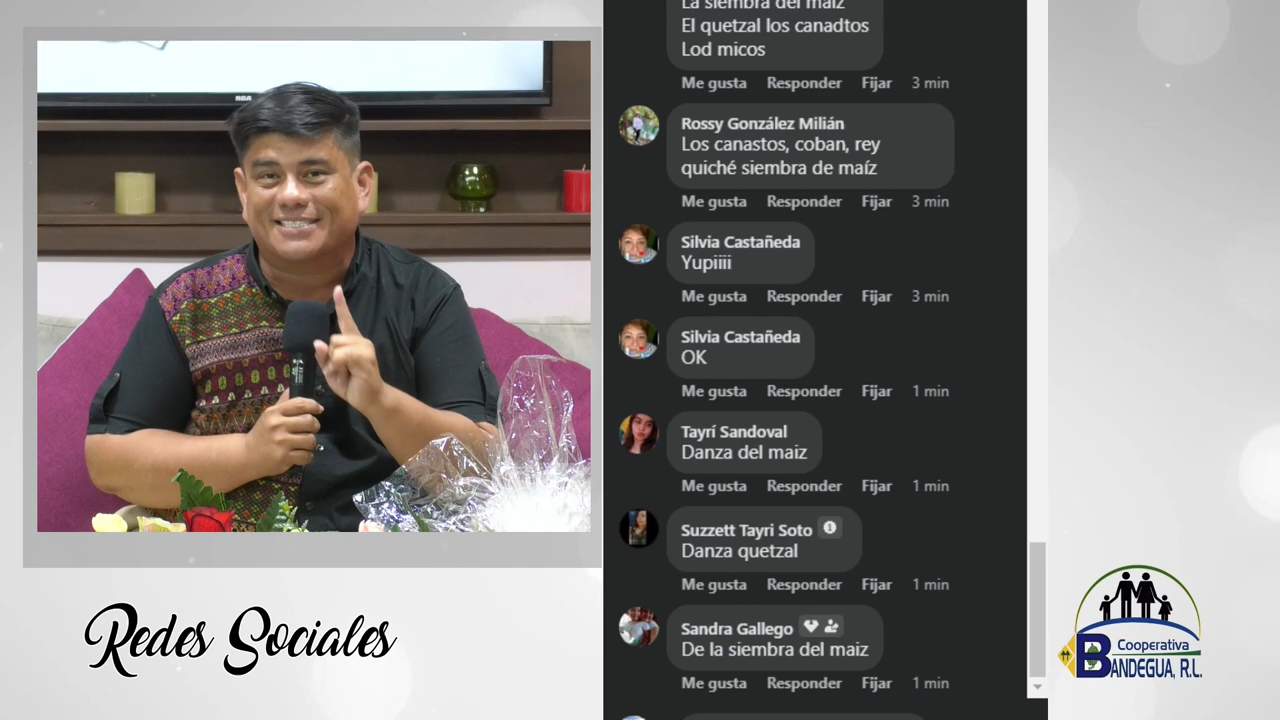 RCA
La siembra del maiz
El quetzal los canadtos
Lod micos
Me gusta Responder Fijar 3 min
Rossy González Milián
Los canastos, coban, rey
quiché siembra de maíz
Me gusta Responder Fijar 3 min
Silvia Castañeda
Yupiiii
Me gusta Responder Fijar 3 min
Silvia Castañeda
OK
Me gusta Responder Fijar 1 min
Tayrí Sandoval
Danza del maiz
Me gusta Responder Fijar 1 min
Suzzett Tayri Soto
Danza quetzal
Me gusta Responder Fijar 1 min
Sandra Gallego
De la siembra del maiz
Me gusta Responder Fijar 1 min
Redes Sociales
Cooperativa
BANDEGUA, R.L.